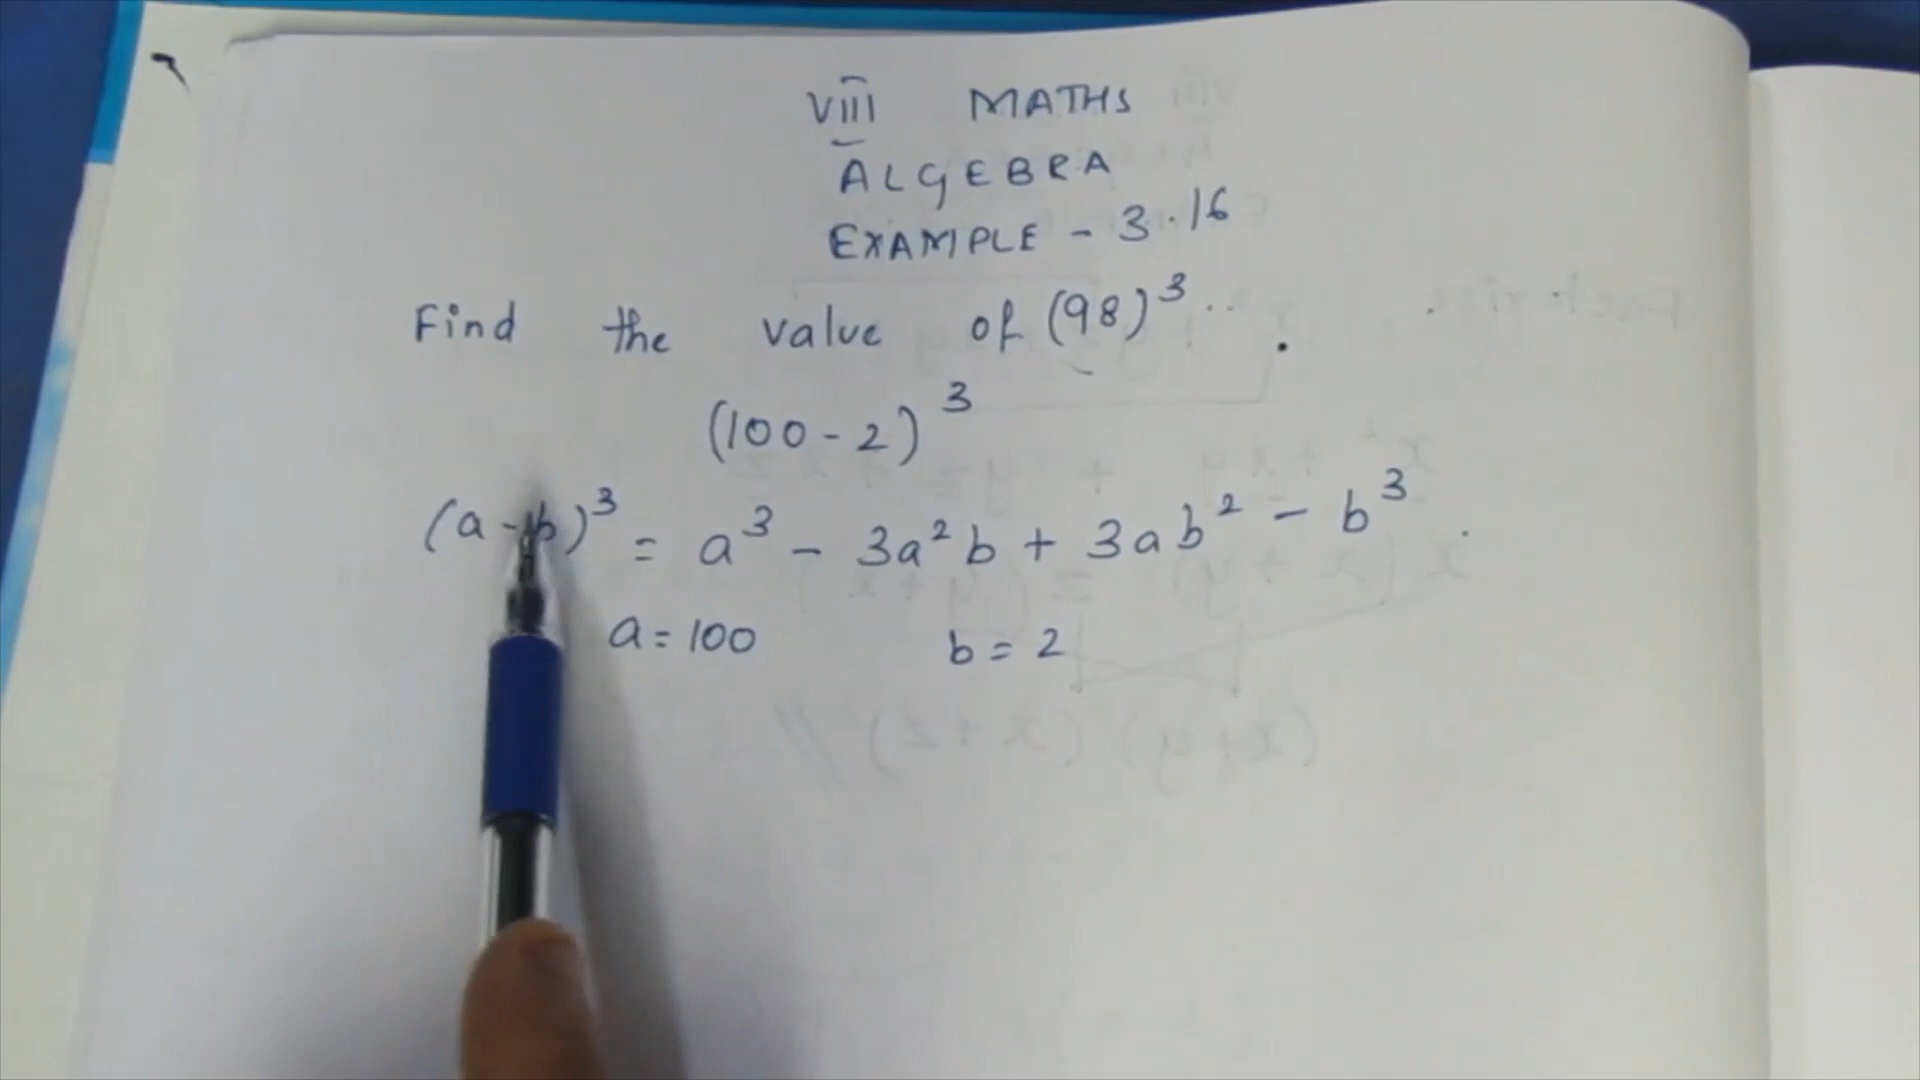 VIII MATHS
ALGEBRA
EXAMPLE - 3.16
Find the value of (98)³..
(100-2)³
(a-b)³ = a³ - 3a²b + 3ab² - b³.
a = 100 b = 2